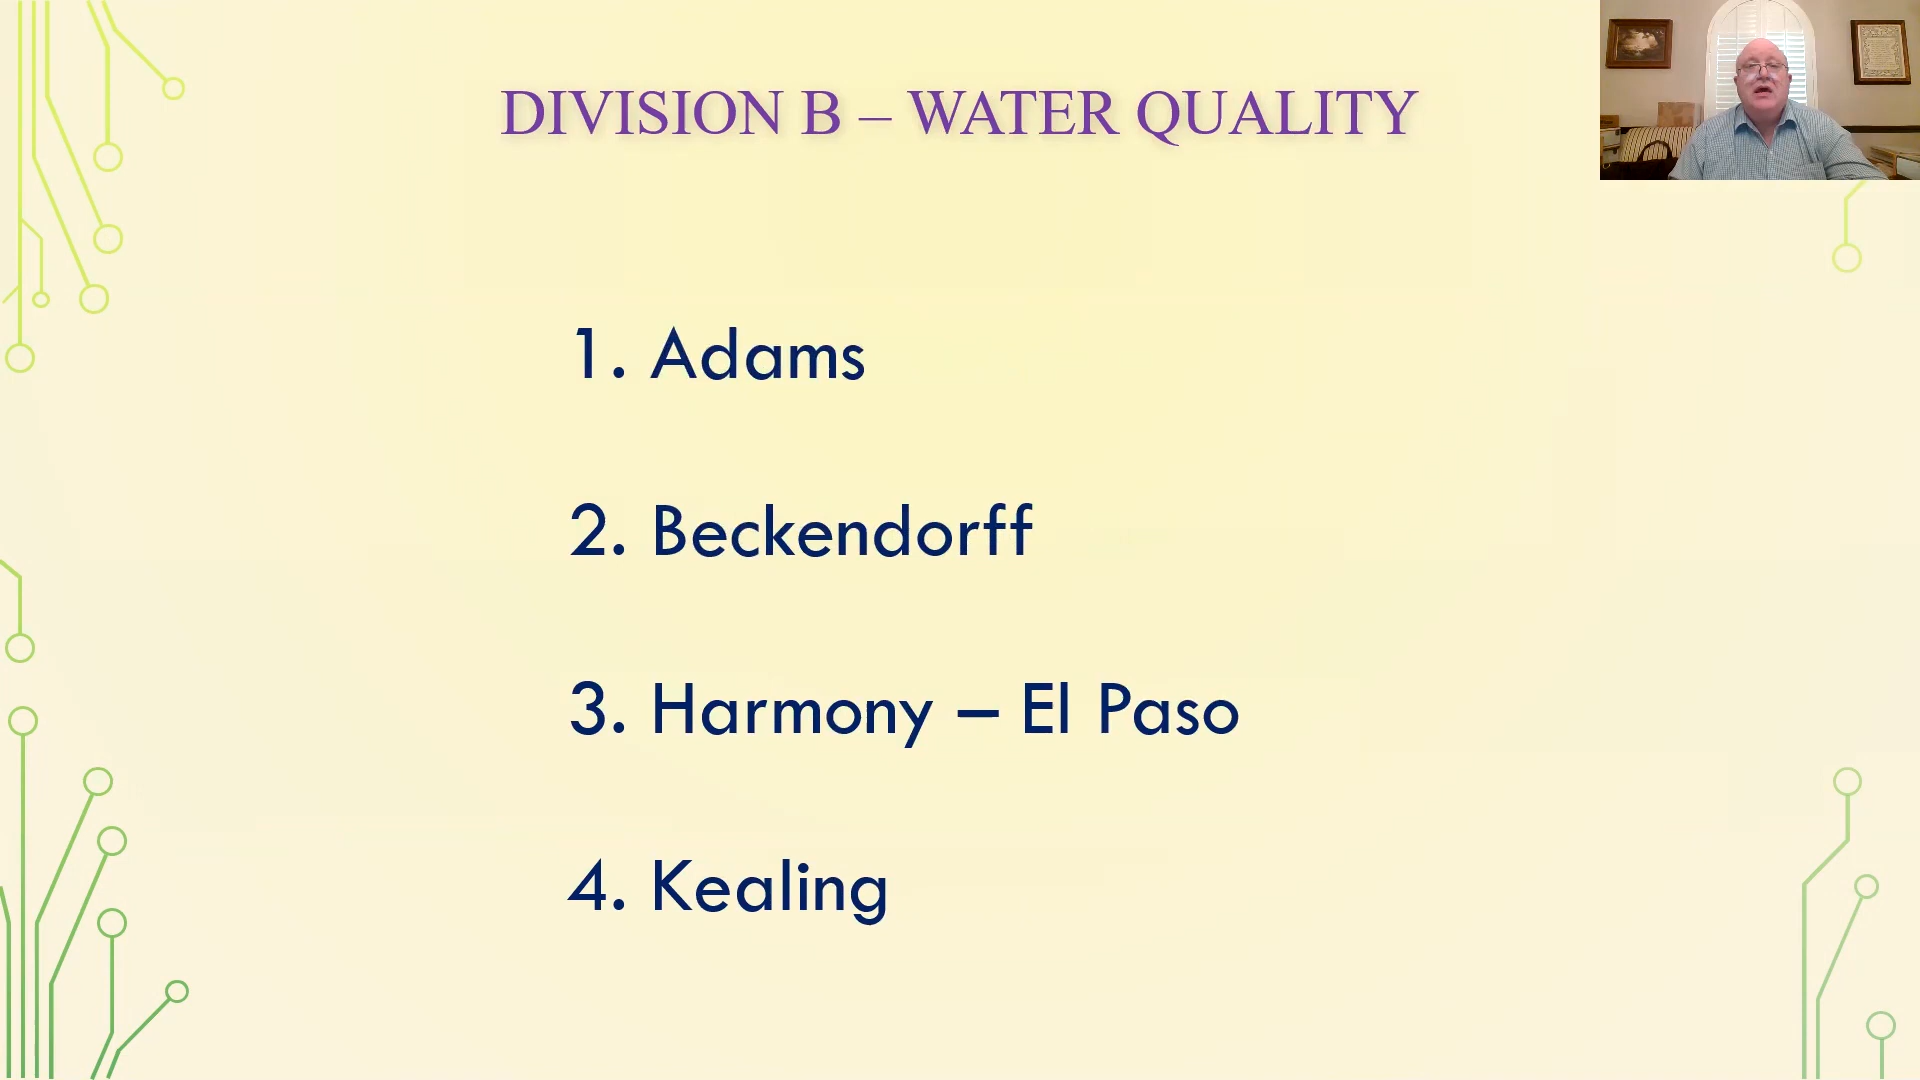 DIVISION B – WATER QUALITY
1. Adams
2. Beckendorff
3. Harmony – El Paso
4. Kealing